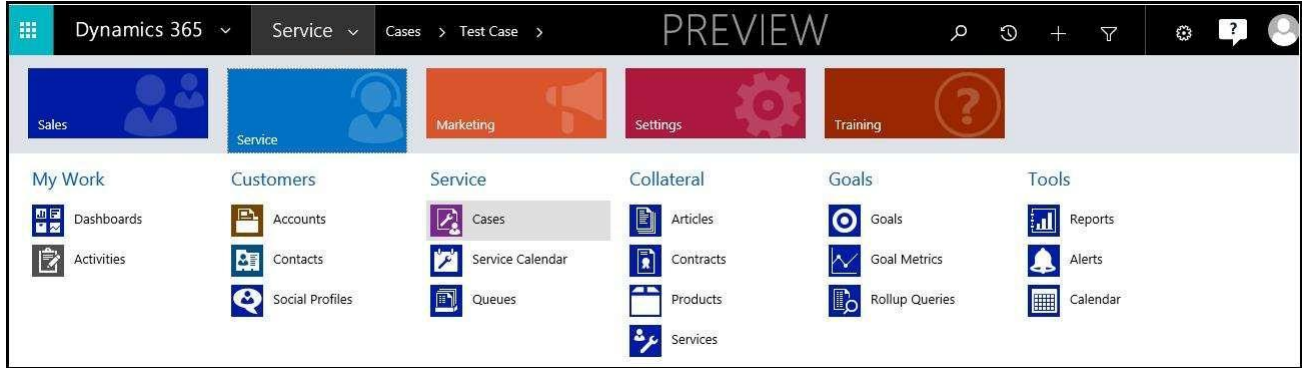 Dynamics 365 Service Cases > Test Case > PREVIEW ?
Sales Service Marketing Settings Training ?
My Work Customers Service Collateral Goals Tools
Dashboards Accounts Cases Articles Goals Reports
Activities Contacts Service Calendar Contracts Goal Metrics Alerts
Social Profiles Queues Products Rollup Queries Calendar
Services